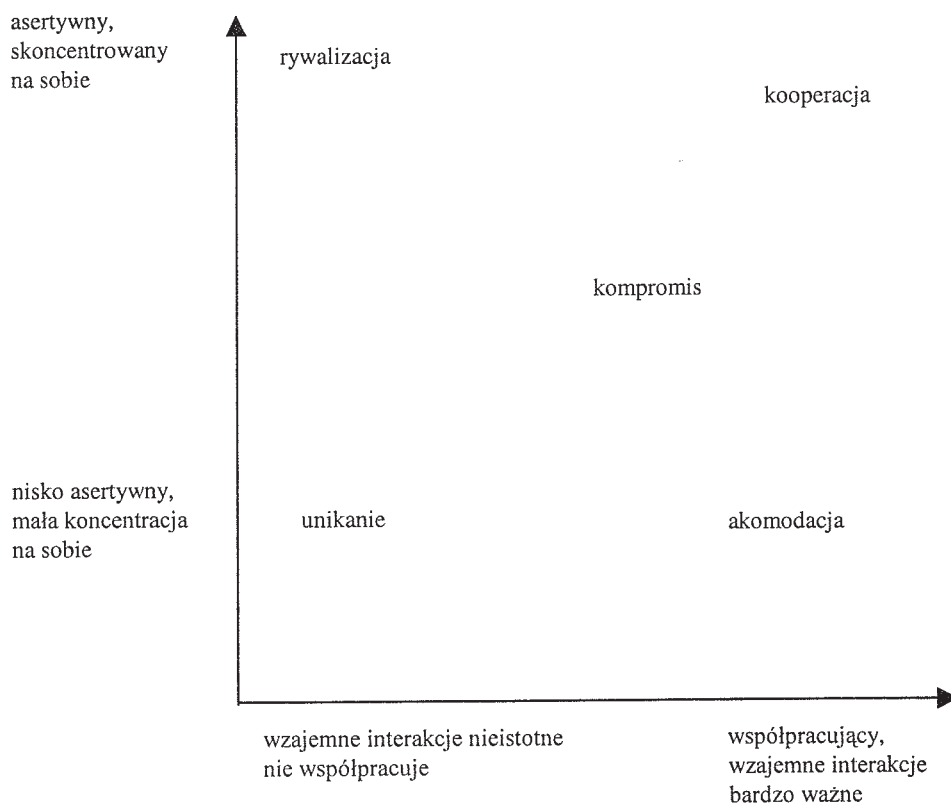 asertywny,
skoncentrowany
na sobie
rywalizacja
kooperacja
kompromis
nisko asertywny,
mała koncentracja
na sobie
unikanie
akomodacja
wzajemne interakcje nieistotne
nie współpracuje
współpracujący,
wzajemne interakcje
bardzo ważne